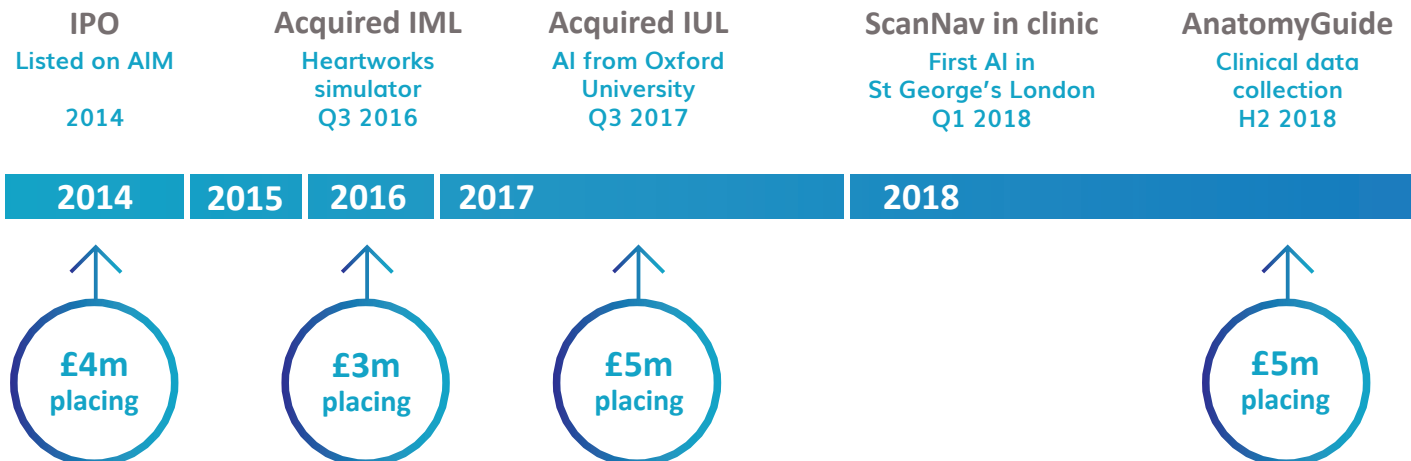 IPO
Listed on AIM
2014
Acquired IML
Heartworks
simulator
Q3 2016
Acquired IUL
AI from Oxford
University
Q3 2017
ScanNav in clinic
First AI in
St George’s London
Q1 2018
AnatomyGuide
Clinical data
collection
H2 2018
2014
2015
2016
2017
2018
£4m
placing
£3m
placing
£5m
placing
£5m
placing